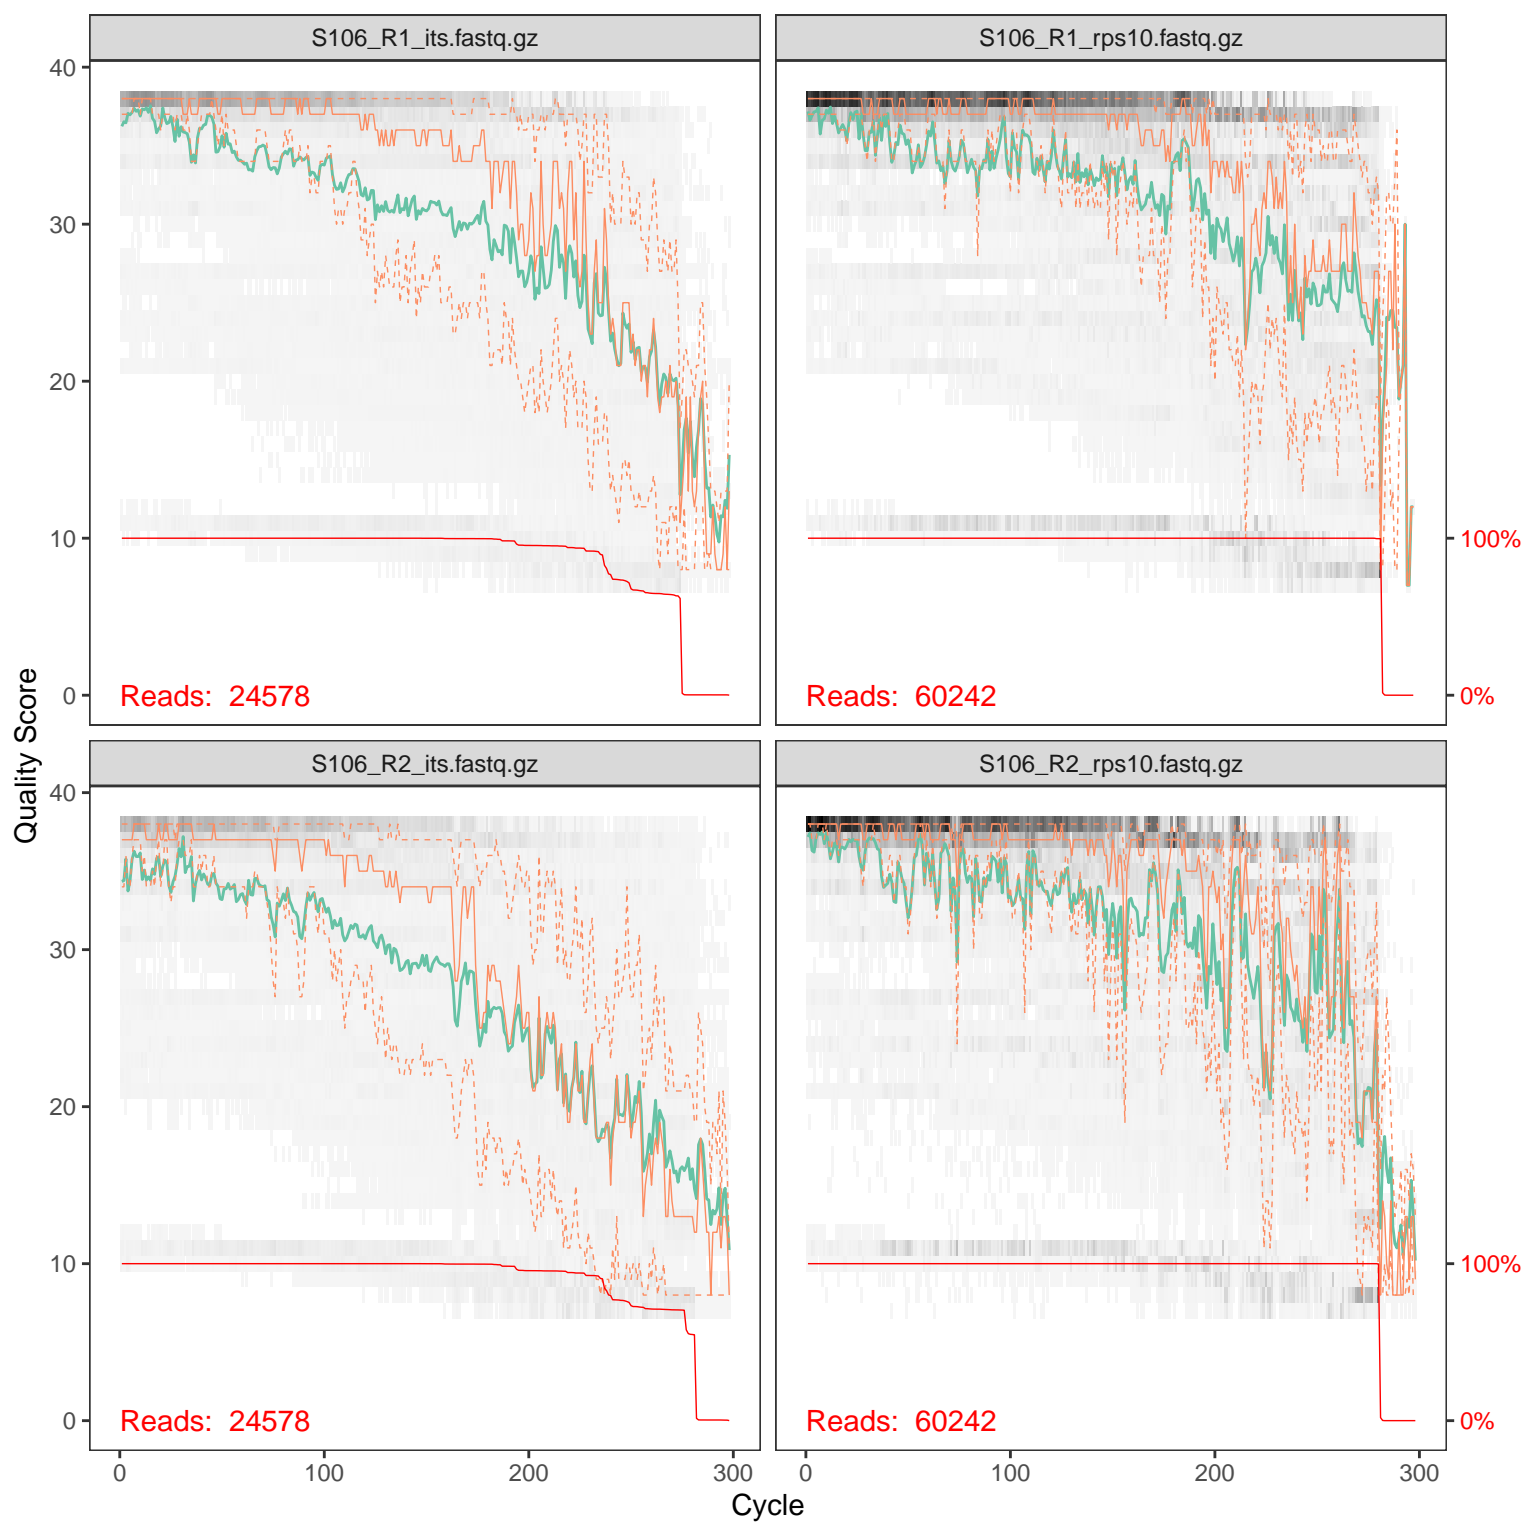 S106_R1_its.fastq.gz
S106_R1_rps10.fastq.gz
40
30
20
10
0
100%
0%
Reads: 24578
Reads: 60242
Quality Score
S106_R2_its.fastq.gz
S106_R2_rps10.fastq.gz
40
30
20
10
0
100%
0%
Reads: 24578
Reads: 60242
0 100 200 300
0 100 200 300
Cycle